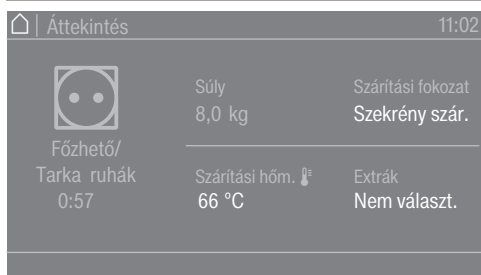 | Áttekintés 11:02
Súly
8,0 kg
Szárítási fokozat
Szekrény szár.
Főzhető/
Tarka ruhák
0:57
Szárítási hőm.
66 °C
Extrák
Nem választ.